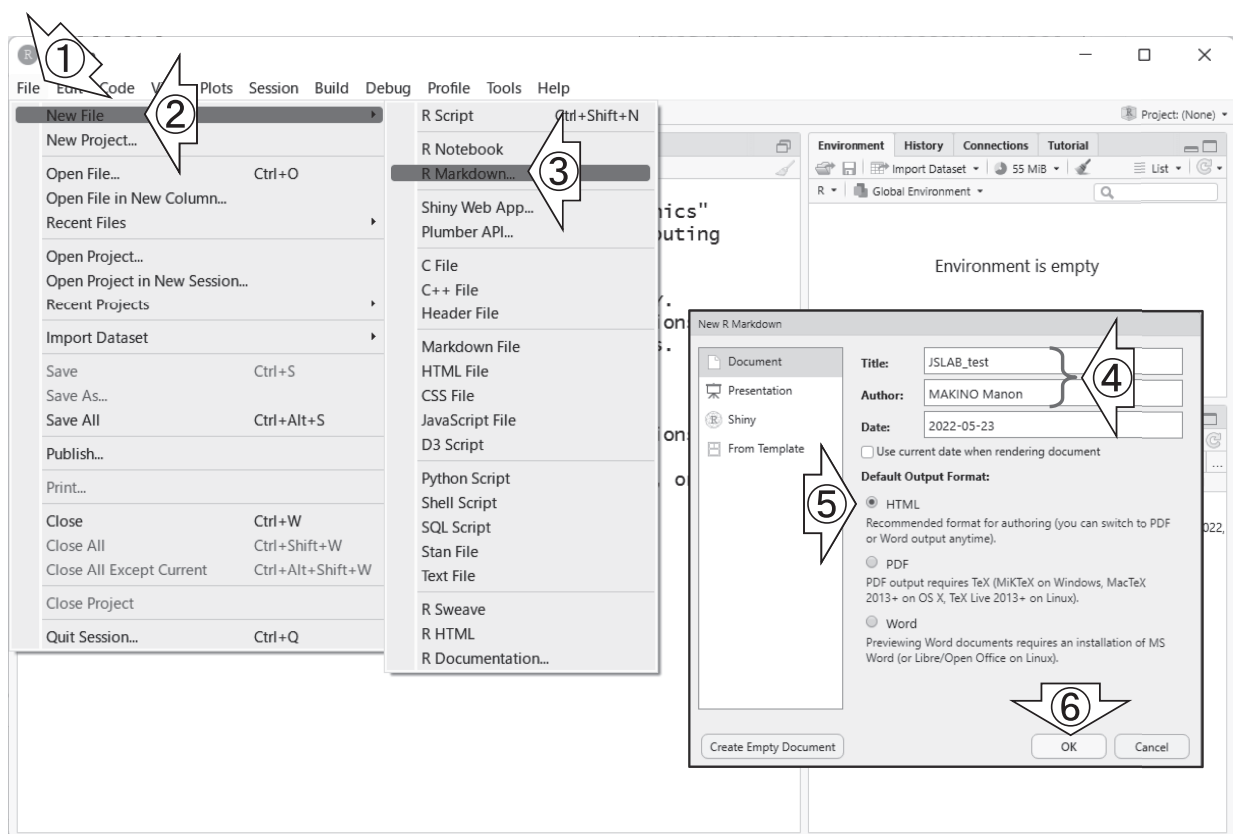 ①
File Edit Code V Plots Session Build Debug Profile Tools Help
②
New File
New Project...
Open File... Ctrl+O
Open File in New Column...
Recent Files
Open Project...
Open Project in New Session...
Recent Projects
Import Dataset
Save Ctrl+S
Save As...
Save All Ctrl+Alt+S
Publish...
Print...
Close Ctrl+W
Close All Ctrl+Shift+W
Close All Except Current Ctrl+Alt+Shift+W
Close Project
Quit Session... Ctrl+Q
R Script Ctrl+Shift+N
R Notebook
③
R Markdown...
Shiny Web App...
Plumber API...
C File
C++ File
Header File
Markdown File
HTML File
CSS File
JavaScript File
D3 Script
Python Script
Shell Script
SQL Script
Stan File
Text File
R Sweave
R HTML
R Documentation...
ics"
uting
Project: (None)
Environment History Connections Tutorial
Import Dataset 55 MiB List
R Global Environment
Environment is empty
New R Markdown
Document
Presentation
Shiny
From Template
Title: JSLAB_test
Author: MAKINO Manon
④
Date: 2022-05-23
Use current date when rendering document
Default Output Format:
⑤
HTML
Recommended format for authoring (you can switch to PDF
or Word output anytime).
PDF
PDF output requires TeX (MiKTeX on Windows, MacTeX
2013+ on OS X, TeX Live 2013+ on Linux).
Word
Previewing Word documents requires an installation of MS
Word (or Libre/Open Office on Linux).
⑥
Create Empty Document OK Cancel
022,